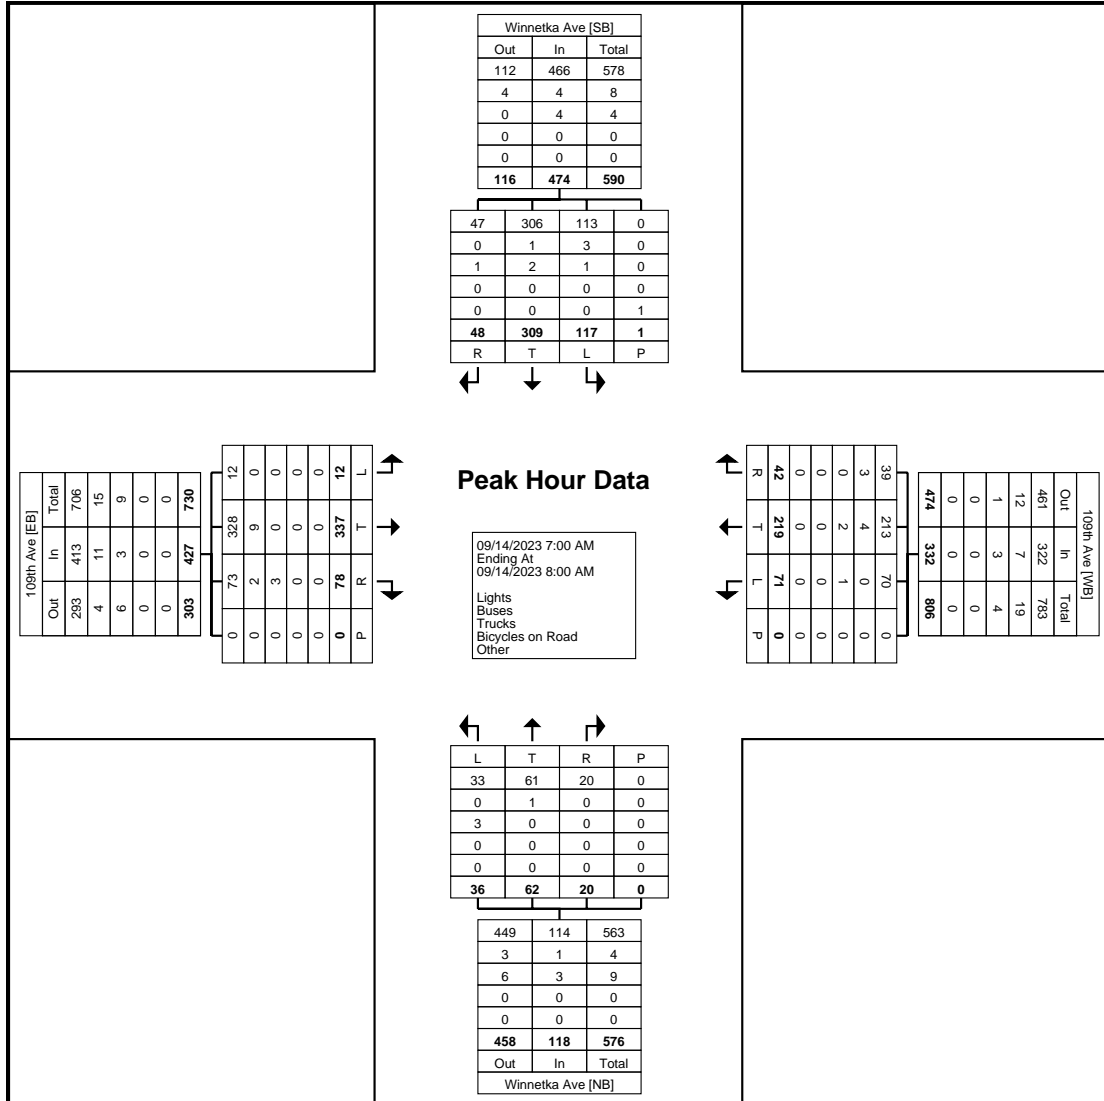 Winnetka Ave [SB]
Out In Total
112 466 578
4 4 8
0 4 4
0 0 0
0 0 0
116 474 590
47 306 113 0
0 1 3 0
1 2 1 0
0 0 0 0
0 0 0 1
48 309 117 1
R T L P
109th Ave [EB]
Total In Out
706 413 293
15 11 4
9 3 6
0 0 0
0 0 0
730 427 303
12 328 73 0
0 9 2 0
0 0 3 0
0 0 0 0
0 0 0 0
12 337 78 0
L T R P
Peak Hour Data
09/14/2023 7:00 AM
Ending At
09/14/2023 8:00 AM
Lights
Buses
Trucks
Bicycles on Road
Other
R T L P
42 219 71 0
0 0 0 0
0 0 0 0
0 2 1 0
3 4 0 0
39 213 70 0
474 332 806
0 0 0
0 0 0
1 3 4
12 7 19
461 322 783
Out In Total
109th Ave [WB]
L T R P
33 61 20 0
0 1 0 0
3 0 0 0
0 0 0 0
0 0 0 0
36 62 20 0
449 114 563
3 1 4
6 3 9
0 0 0
0 0 0
458 118 576
Out In Total
Winnetka Ave [NB]